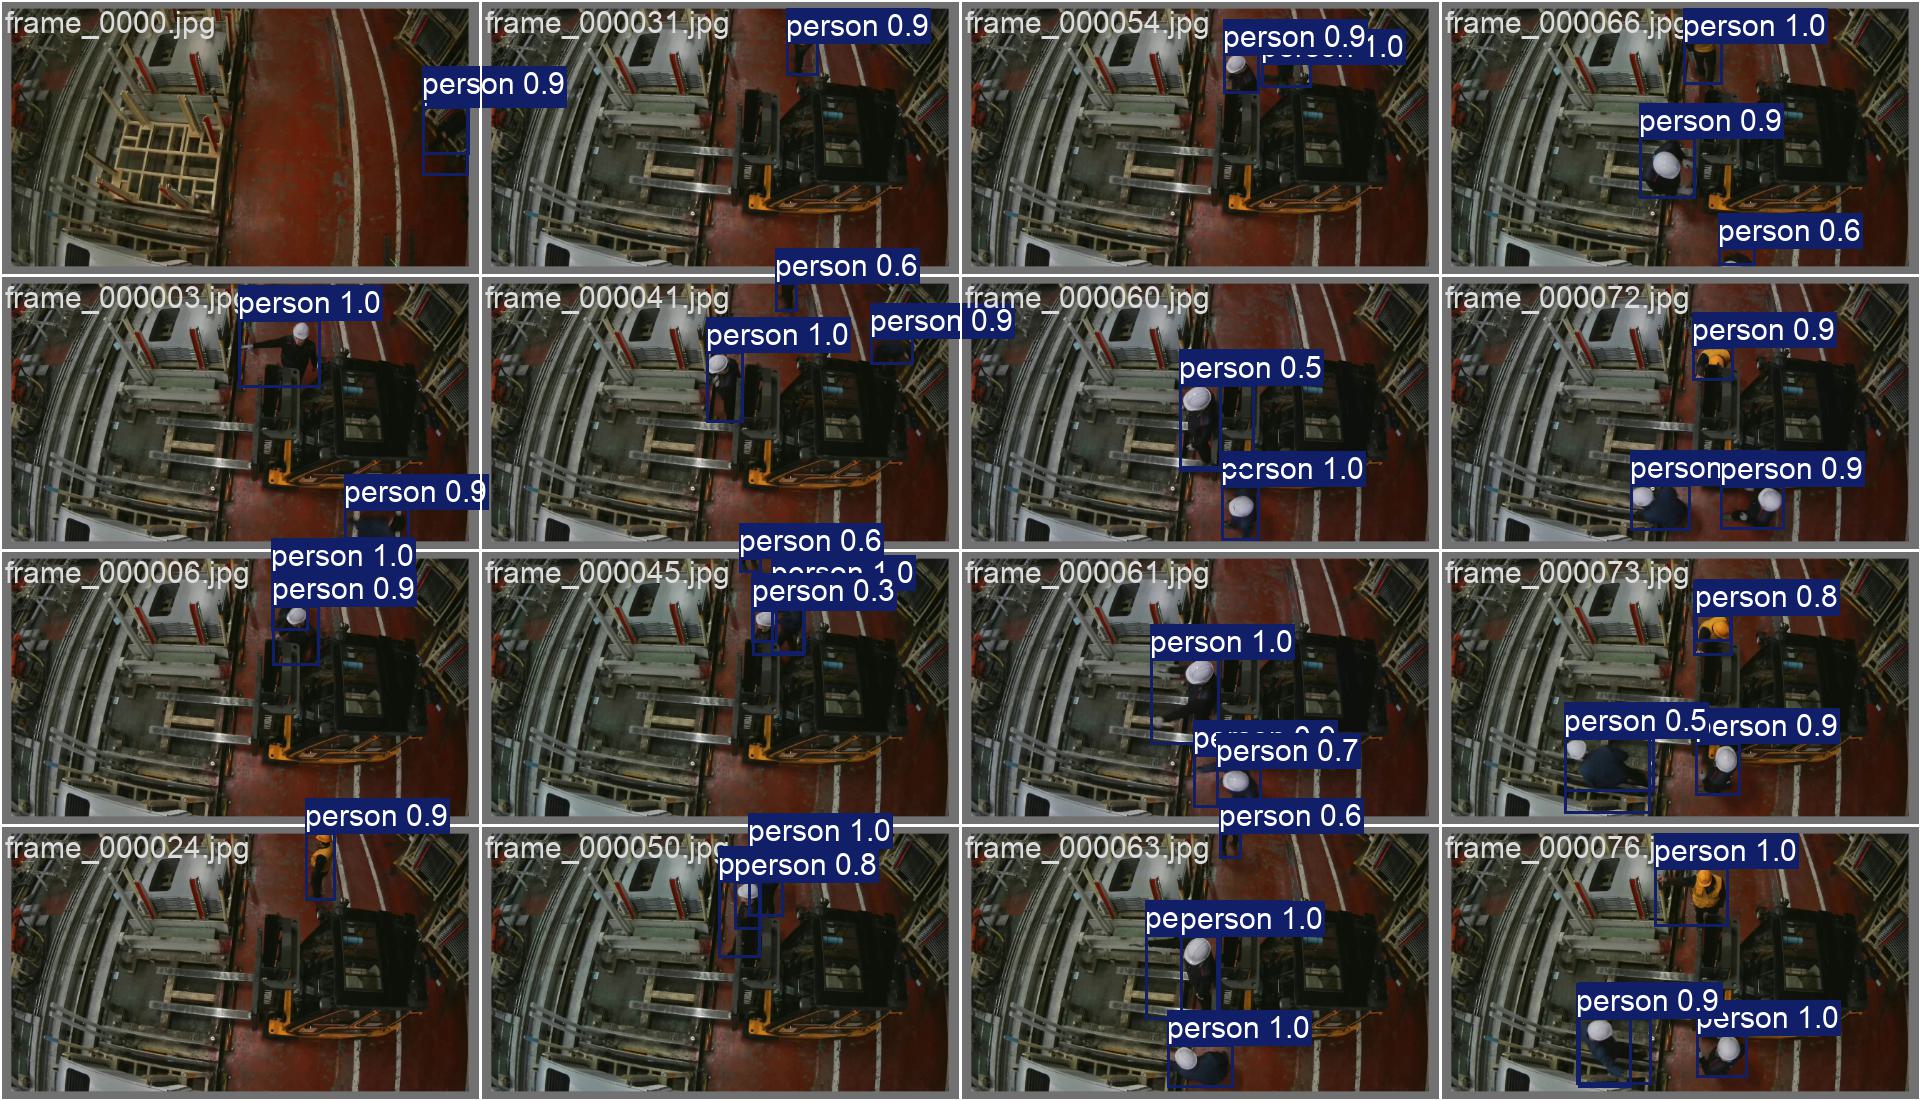 frame_0000.jpg
person 0.9
frame_000031.jpg
person 0.9
frame_000054.jpg
person 0.9
1.0
frame_000066.jpg
person 1.0
person 0.9
person 0.6
frame_000003.jpg
person 1.0
person 0.9
frame_000041.jpg
person 0.6
person 1.0
person 0.9
frame_000060.jpg
person 0.5
person 1.0
frame_000072.jpg
person 0.9
person
person 0.9
frame_000006.jpg
person 1.0
person 0.9
frame_000045.jpg
person 0.6
person 1.0
person 0.3
frame_000061.jpg
person 1.0
person 0.7
frame_000073.jpg
person 0.8
person 0.5
person 0.9
frame_000024.jpg
person 0.9
frame_000050.jpg
person 1.0
person 0.8
frame_000063.jpg
person 0.6
pe
person 1.0
person 1.0
frame_000076.j
person 1.0
person 0.9
person 1.0